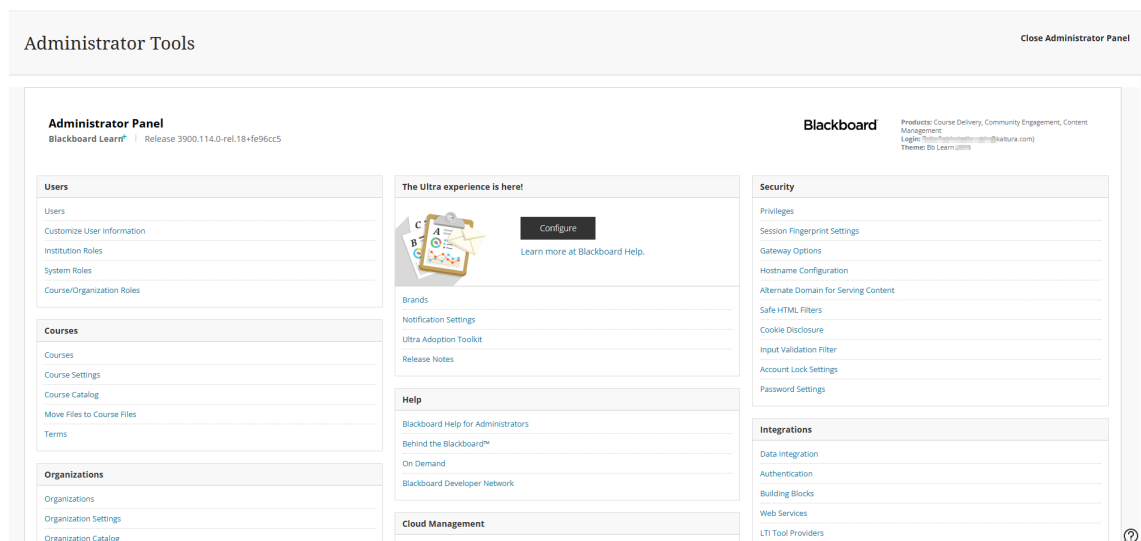 Administrator Tools
Close Administrator Panel
Administrator Panel
Blackboard Learn+ | Release 3900.114.0-rel.18+fe96cc5
Blackboard
Products: Course Delivery, Community Engagement, Content
Management
Login: kaltura.com)
Theme: Bb Learn
Users
Users
Customize User Information
Institution Roles
System Roles
Course/Organization Roles
Courses
Courses
Course Settings
Course Catalog
Move Files to Course Files
Terms
Organizations
Organizations
Organization Settings
Organization Catalog
The Ultra experience is here!
C
A
B
Configure
Learn more at Blackboard Help.
Brands
Notification Settings
Ultra Adoption Toolkit
Release Notes
Help
Blackboard Help for Administrators
Behind the Blackboard™
On Demand
Blackboard Developer Network
Cloud Management
Security
Privileges
Session Fingerprint Settings
Gateway Options
Hostname Configuration
Alternate Domain for Serving Content
Safe HTML Filters
Cookie Disclosure
Input Validation Filter
Account Lock Settings
Password Settings
Integrations
Data Integration
Authentication
Building Blocks
Web Services
LTI Tool Providers
?